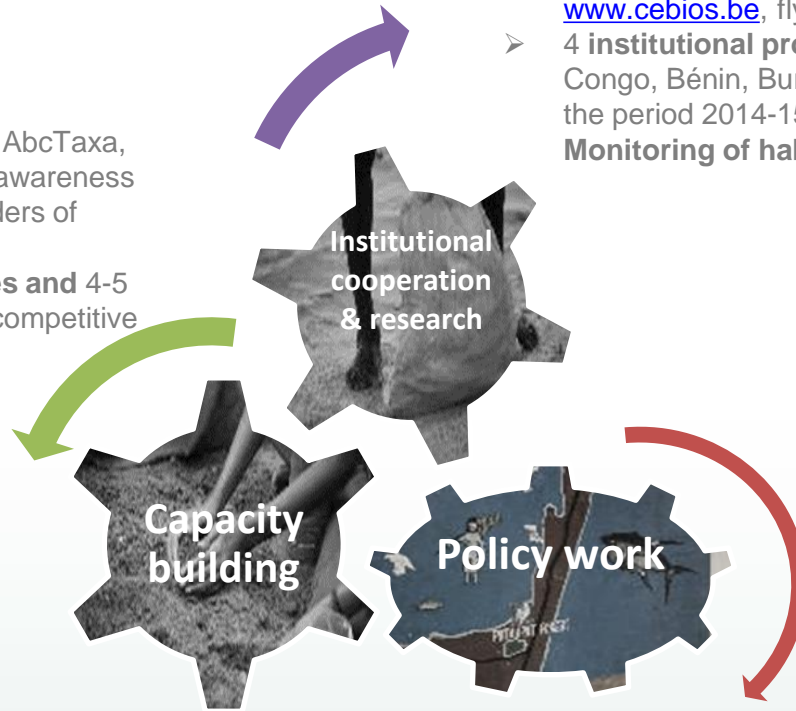 www.cebios.be, fly
➢ 4 institutional pro
Congo, Bénin, Bur
the period 2014-15
Monitoring of hal
AbcTaxa,
awareness
ders of
es and 4-5
competitive
Institutional
cooperation
& research
Capacity
building
Policy work